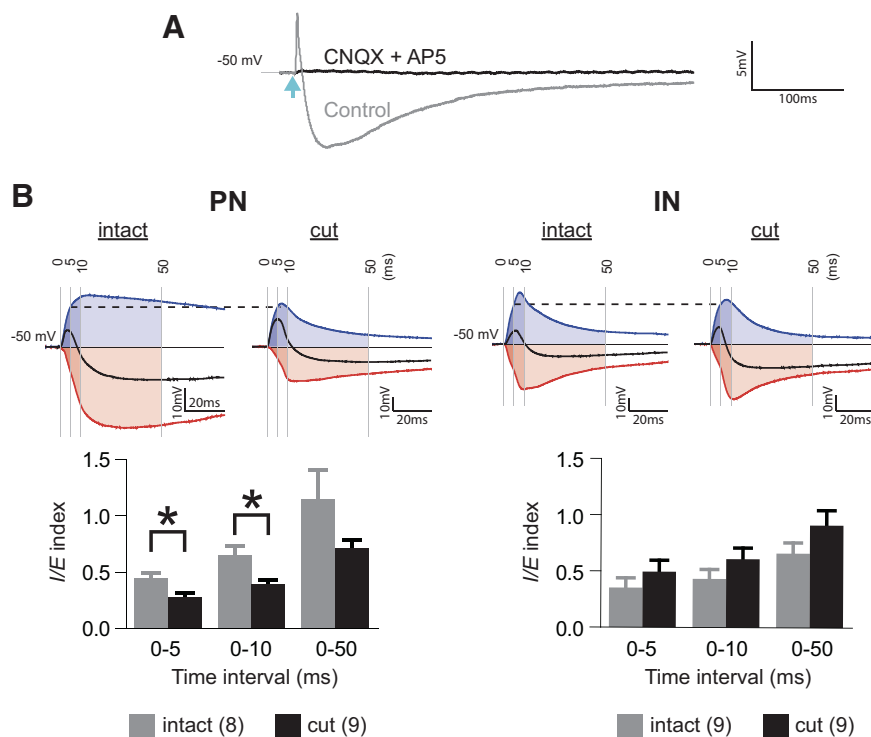 A
-50 mV
CNQX + AP5
Control
5mV
100ms
B
PN
IN
intact
cut
intact
cut
0 5 10 50
0 5 10 50 (ms)
0 5 10 50
0 5 10 50 (ms)
-50 mV
-50 mV
10mV
20ms
10mV
20ms
10mV
20ms
10mV
20ms
I/E index
1.5
1.0
0.5
0.0
*
*
0-5 0-10 0-50
Time interval (ms)
intact (8) cut (9)
I/E index
1.5
1.0
0.5
0.0
0-5 0-10 0-50
Time interval (ms)
intact (9) cut (9)